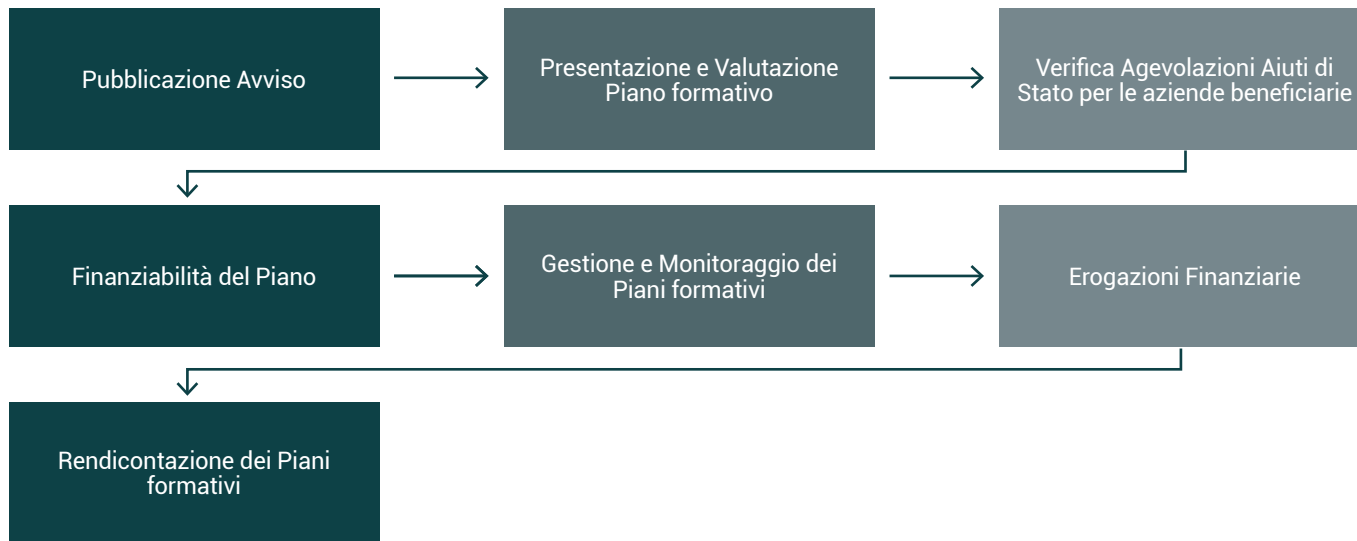 Pubblicazione Avviso
Presentazione e Valutazione
Piano formativo
Verifica Agevolazioni Aiuti di
Stato per le aziende beneficiarie
Finanziabilità del Piano
Gestione e Monitoraggio dei
Piani formativi
Erogazioni Finanziarie
Rendicontazione dei Piani
formativi